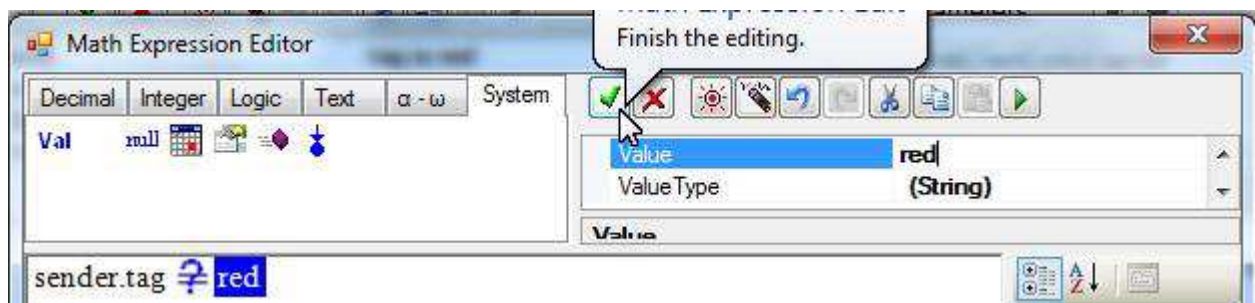 Finish the editing.
Math Expression Editor
Decimal Integer Logic Text α - ω System
Val null
Value red
ValueType (String)
Value
sender.tag =? red